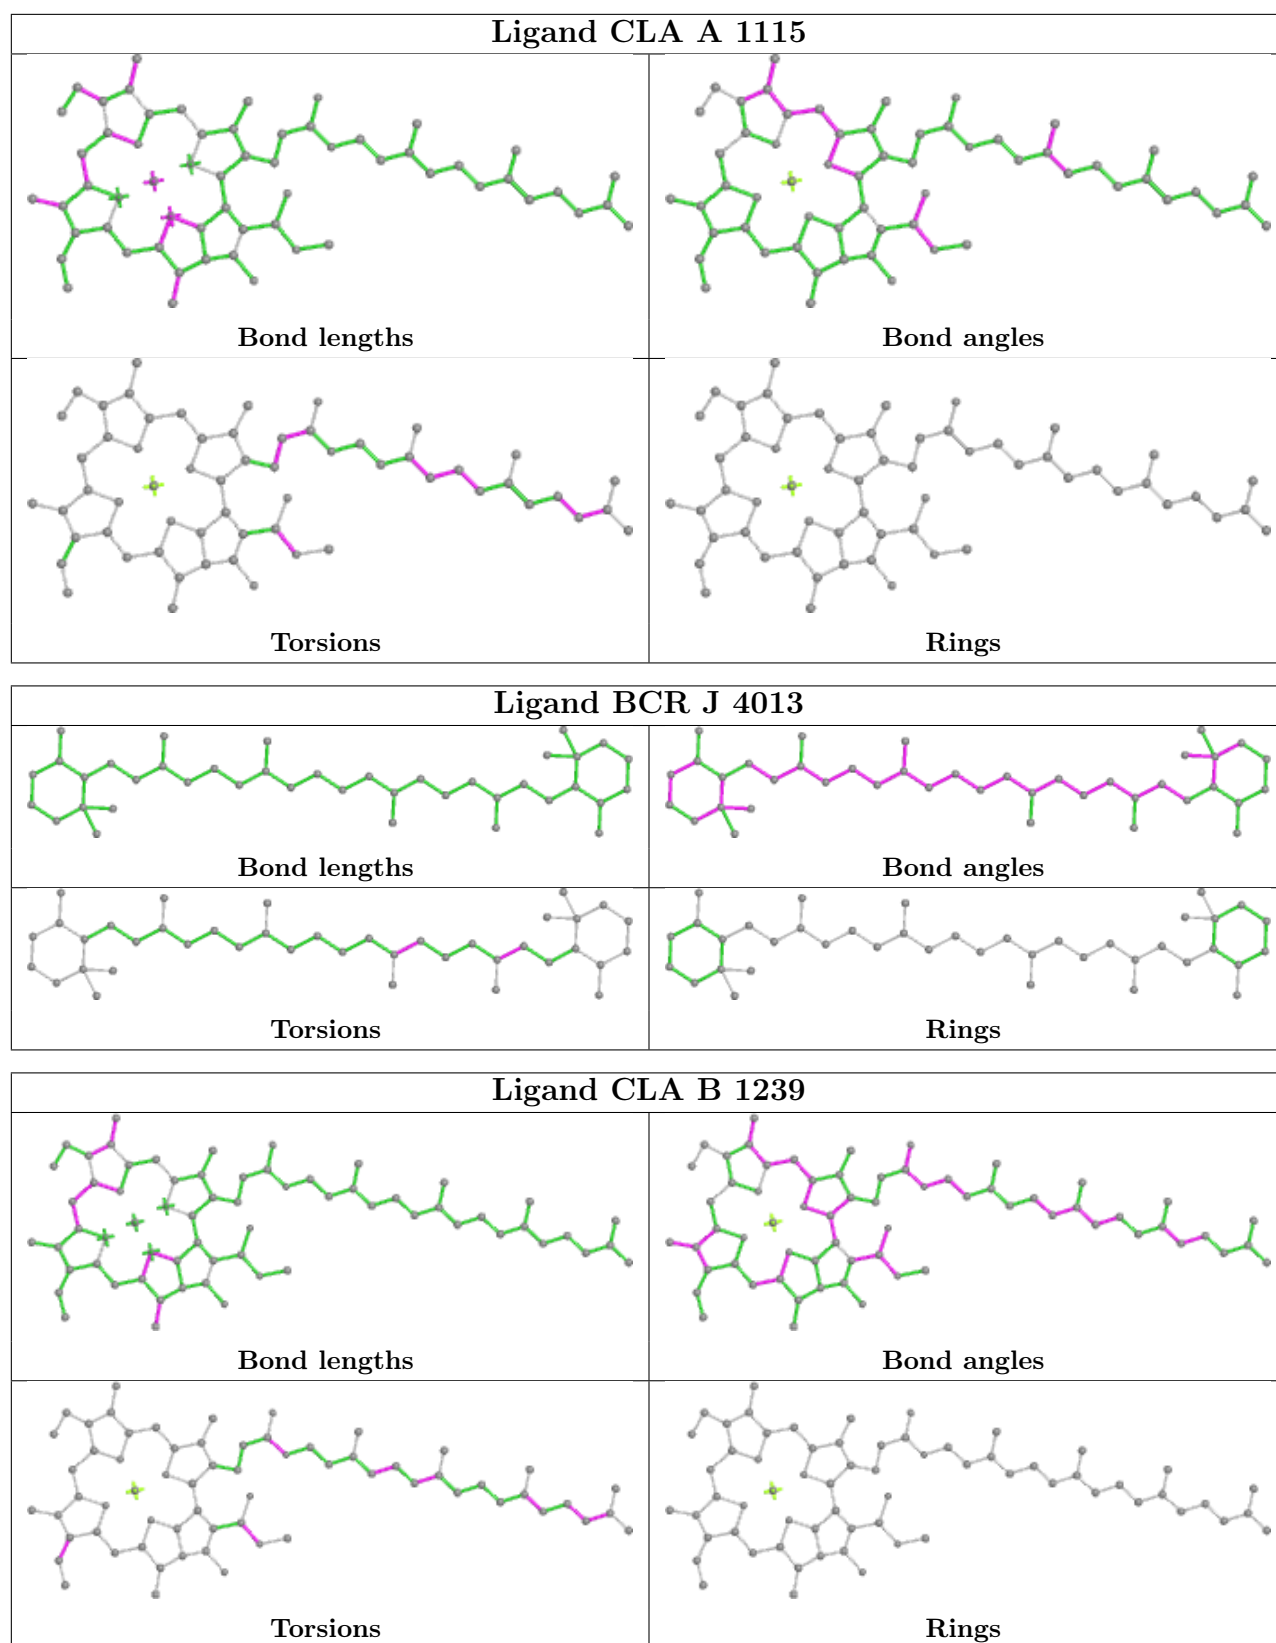 Ligand CLA A 1115
Bond lengths
Bond angles
Torsions
Rings
Ligand BCR J 4013
Bond lengths
Bond angles
Torsions
Rings
Ligand CLA B 1239
Bond lengths
Bond angles
Torsions
Rings